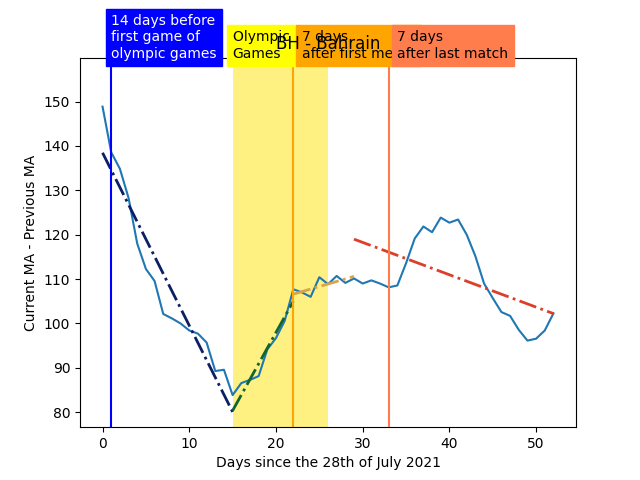 14 days before
first game of
olympic games
Olympic
Games
7 days
after first me
7 days
after last match
BH - Bahrain
Current MA - Previous MA
150
140
130
120
110
100
90
80
0
10
20
30
40
50
Days since the 28th of July 2021